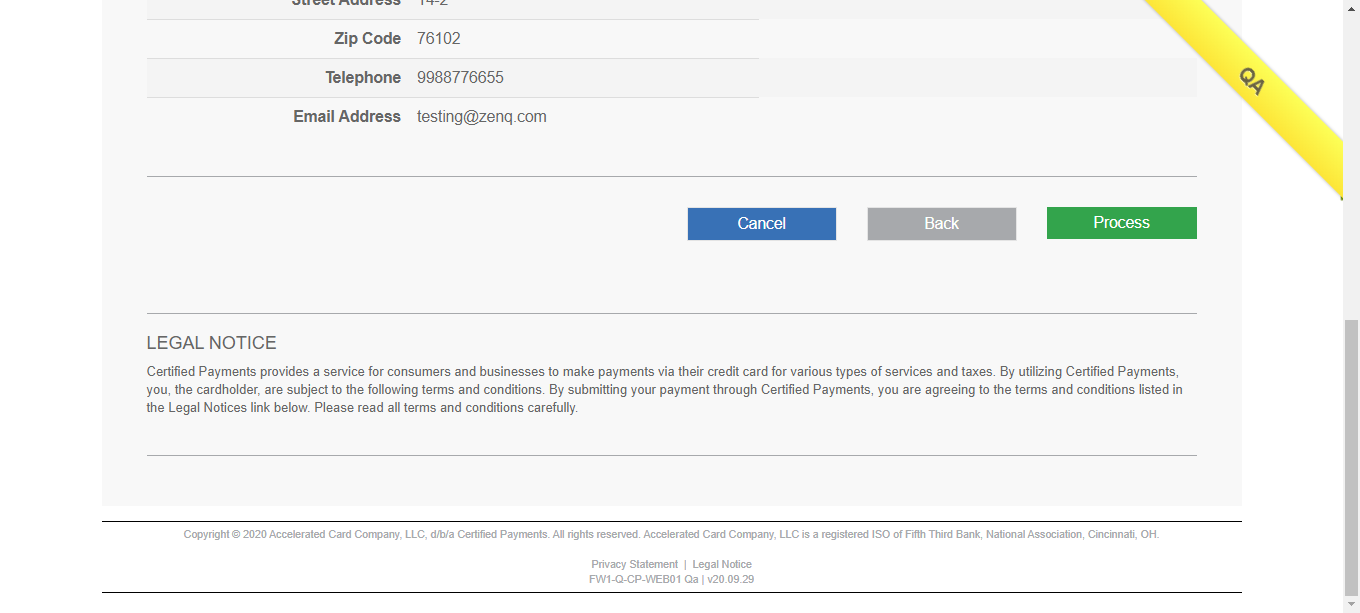 Street Address 14-2
Zip Code 76102
Telephone 9988776655
Email Address testing@zenq.com
QA
Cancel Back Process
LEGAL NOTICE
Certified Payments provides a service for consumers and businesses to make payments via their credit card for various types of services and taxes. By utilizing Certified Payments,
you, the cardholder, are subject to the following terms and conditions. By submitting your payment through Certified Payments, you are agreeing to the terms and conditions listed in
the Legal Notices link below. Please read all terms and conditions carefully.
Copyright © 2020 Accelerated Card Company, LLC, d/b/a Certified Payments. All rights reserved. Accelerated Card Company, LLC is a registered ISO of Fifth Third Bank, National Association, Cincinnati, OH.
Privacy Statement | Legal Notice
FW1-Q-CP-WEB01 Qa | v20.09.29